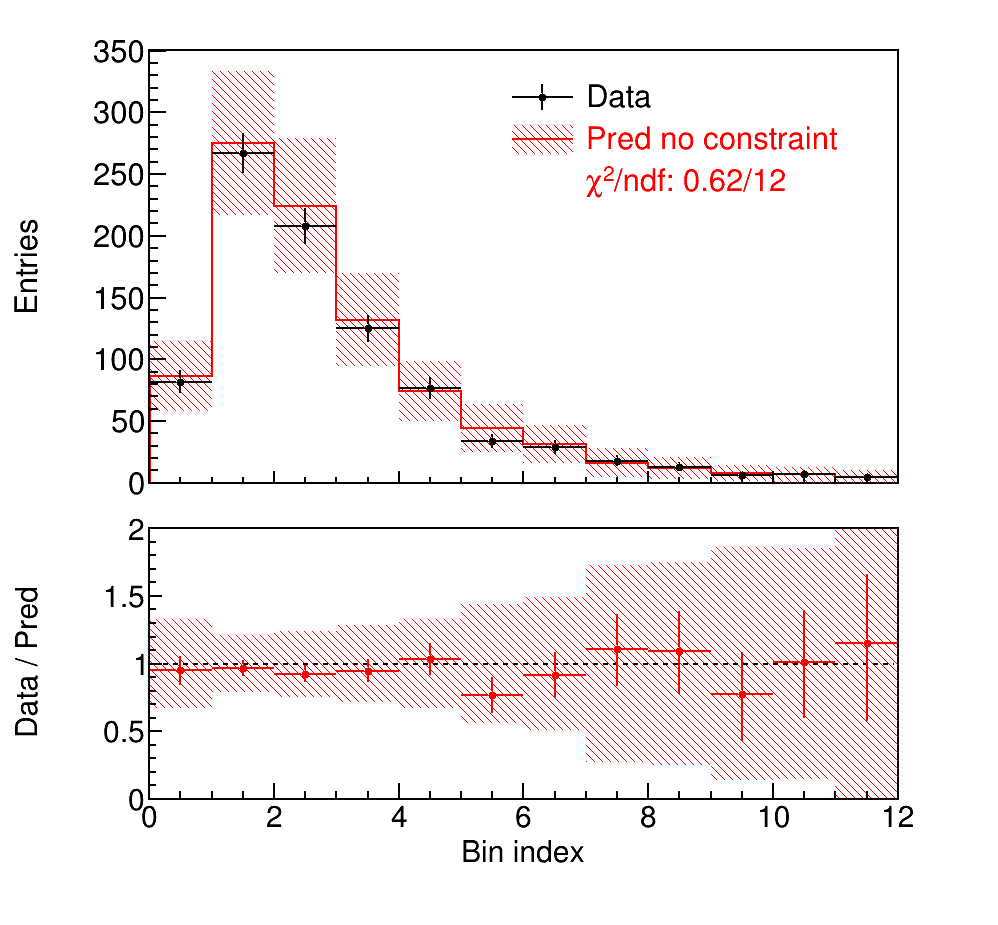 350
300
250
200
150
100
50
0
Entries
Data
Pred no constraint
χ²/ndf: 0.62/12
2
1.5
1
0.5
0
Data / Pred
0 2 4 6 8 10 12
Bin index